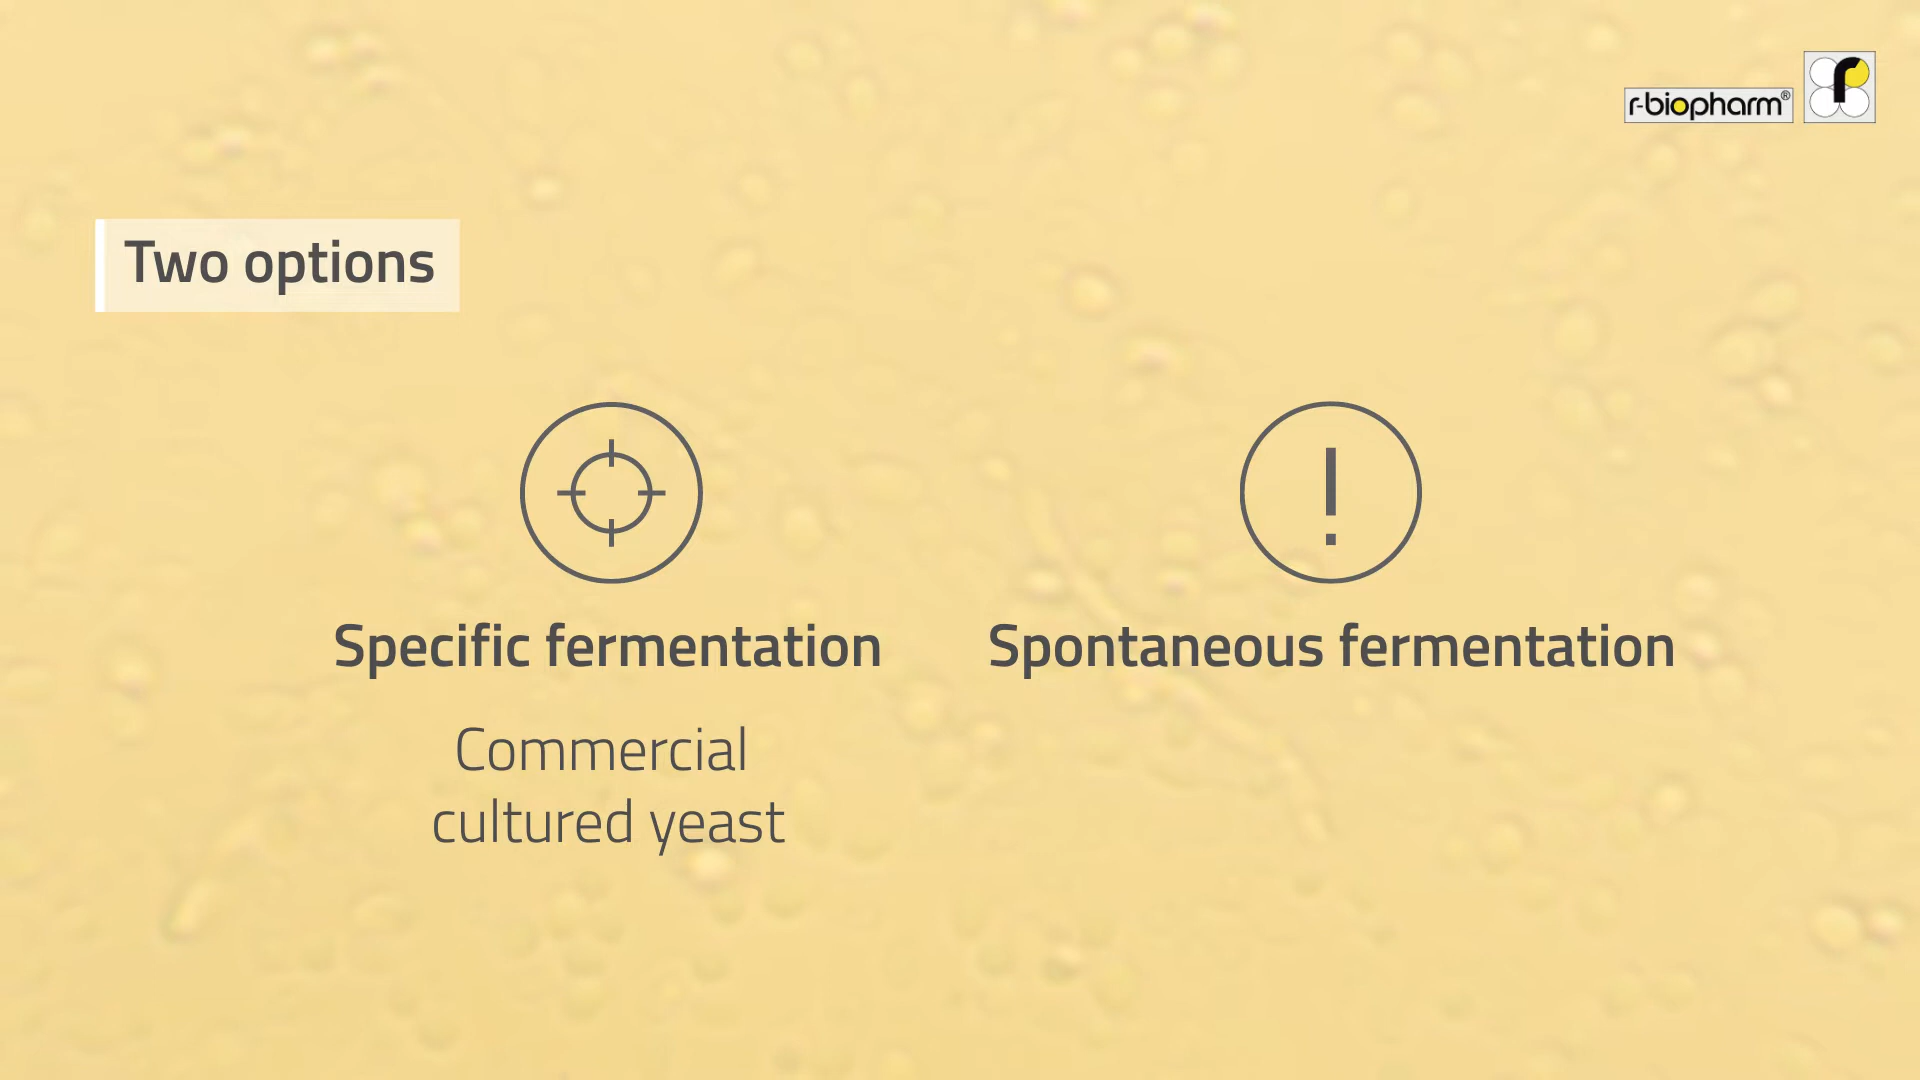 r-biopharm®
r
Two options
Specific fermentation
Spontaneous fermentation
Commercial
cultured yeast